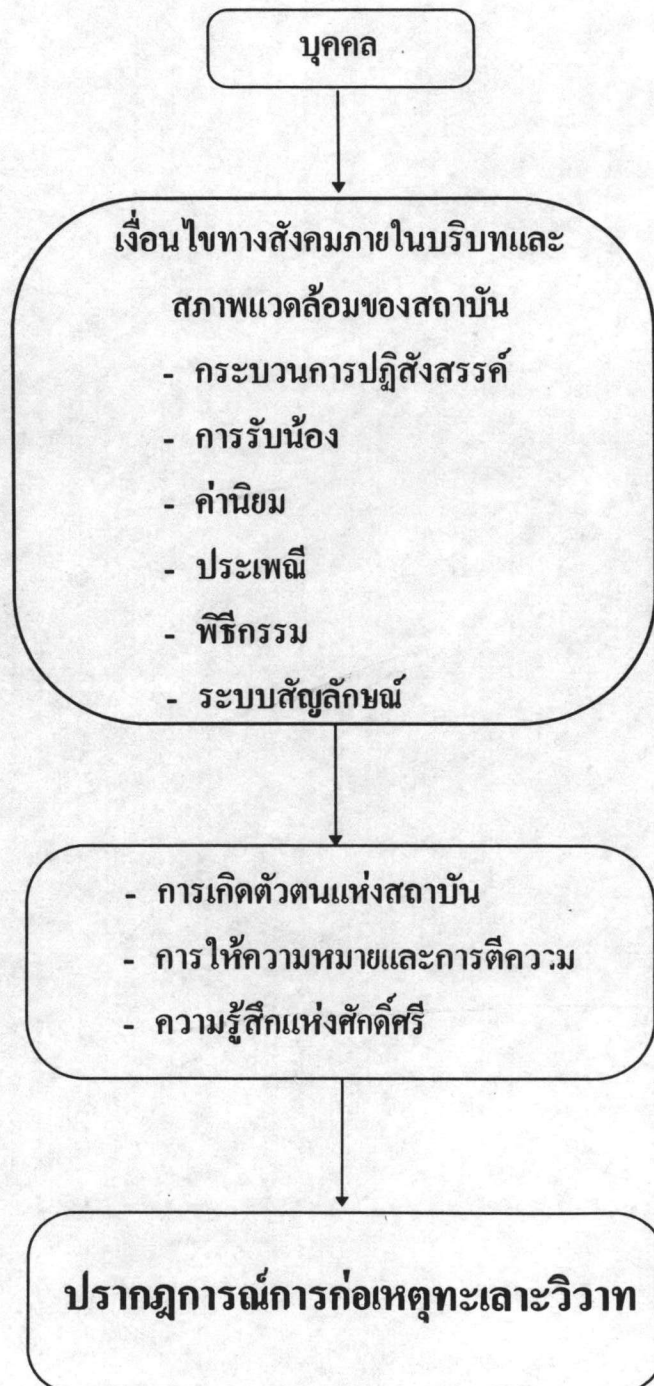 บุคคล
เงื่อนไขทางสังคมภายในบริบทและ
สภาพแวดล้อมของสถาบัน
- กระบวนการปฏิสังสรรค์
- การรับน้อง
- ค่านิยม
- ประเพณี
- พิธีกรรม
- ระบบสัญลักษณ์
- การเกิดตัวตนแห่งสถาบัน
- การให้ความหมายและการตีความ
- ความรู้สึกแห่งศักดิ์ศรี
ปรากฎการณ์การก่อเหตุทะเลาะวิวาท